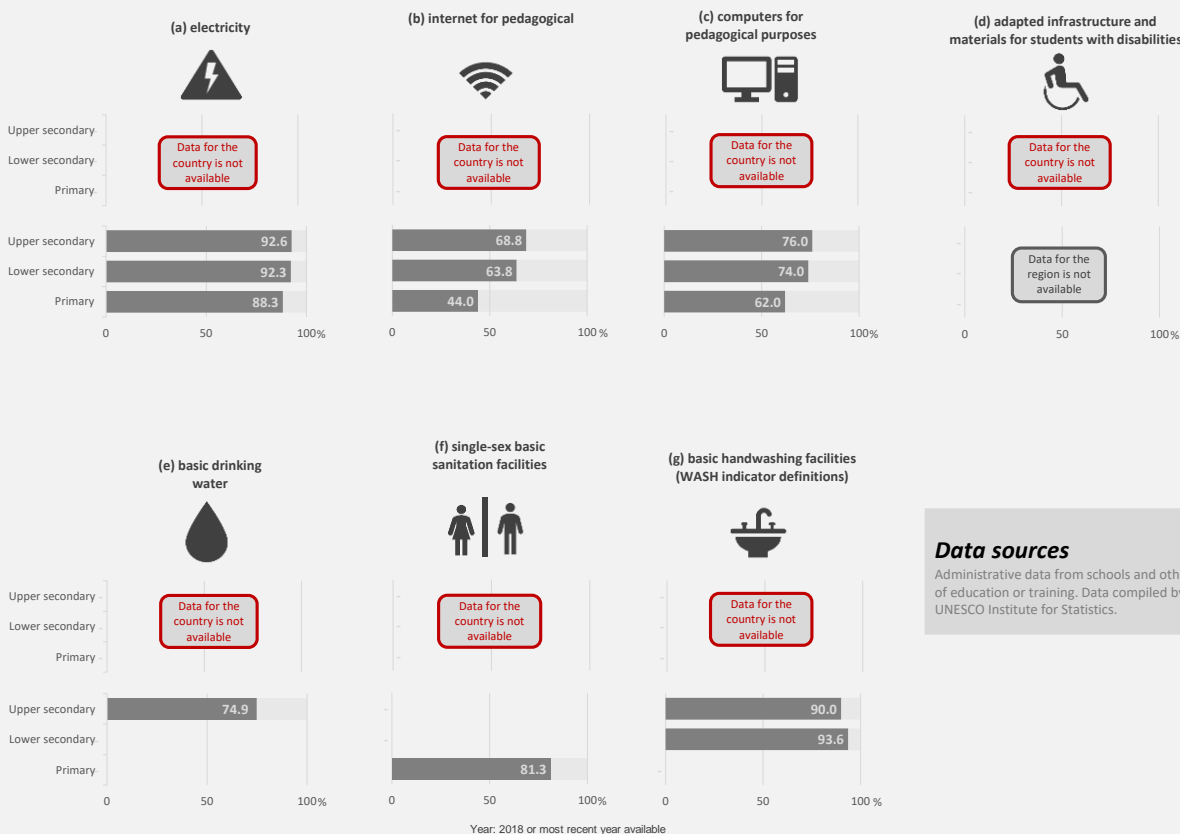 (a) electricity
(b) internet for pedagogical
(c) computers for
pedagogical purposes
(d) adapted infrastructure and
materials for students with disabilities
Upper secondary
Lower secondary
Primary
Data for the
country is not
available
Data for the
country is not
available
Data for the
country is not
available
Data for the
country is not
available
Upper secondary
Lower secondary
Primary
92.6
92.3
88.3
0 50 100%
68.8
63.8
44.0
0 50 100%
76.0
74.0
62.0
0 50 100%
Data for the
region is not
available
0 50 100%
(e) basic drinking
water
(f) single-sex basic
sanitation facilities
(g) basic handwashing facilities
(WASH indicator definitions)
Upper secondary
Lower secondary
Primary
Data for the
country is not
available
Data for the
country is not
available
Data for the
country is not
available
Upper secondary
Lower secondary
Primary
74.9
0 50 100%
81.3
0 50 100%
90.0
93.6
0 50 100 %
Data sources
Administrative data from schools and oth
of education or training. Data compiled by
UNESCO Institute for Statistics.
Year: 2018 or most recent year available